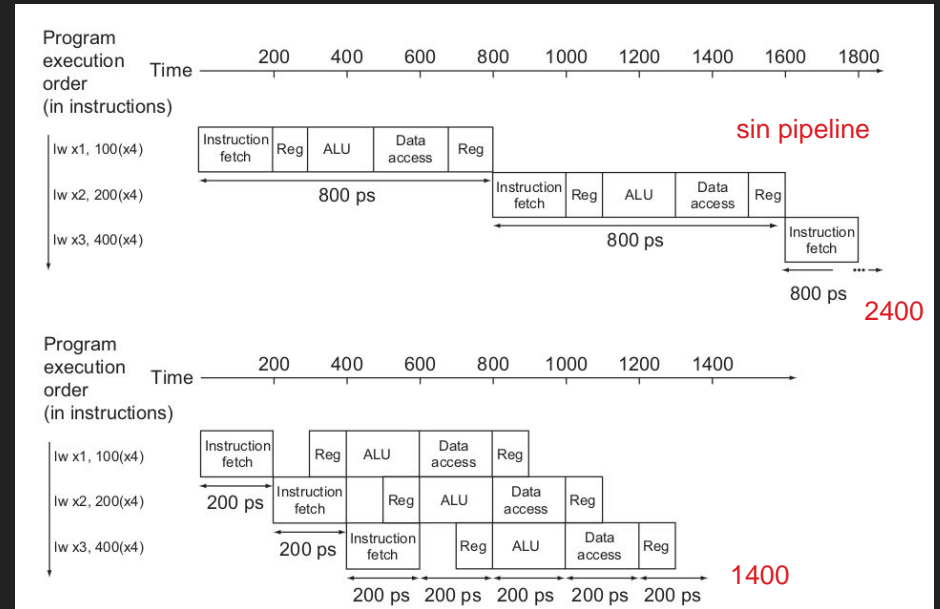 Program
execution
order
(in instructions)
Time
200 400 600 800 1000 1200 1400 1600 1800
sin pipeline
lw x1, 100(x4)
Instruction fetch
Reg
ALU
Data access
Reg
800 ps
lw x2, 200(x4)
Instruction fetch
Reg
ALU
Data access
Reg
800 ps
lw x3, 400(x4)
Instruction fetch
...
800 ps
2400
Program
execution
order
(in instructions)
Time
200 400 600 800 1000 1200 1400
lw x1, 100(x4)
Instruction fetch
Reg
ALU
Data access
Reg
200 ps
lw x2, 200(x4)
Instruction fetch
Reg
ALU
Data access
Reg
200 ps
lw x3, 400(x4)
Instruction fetch
Reg
ALU
Data access
Reg
200 ps 200 ps 200 ps 200 ps 200 ps
1400